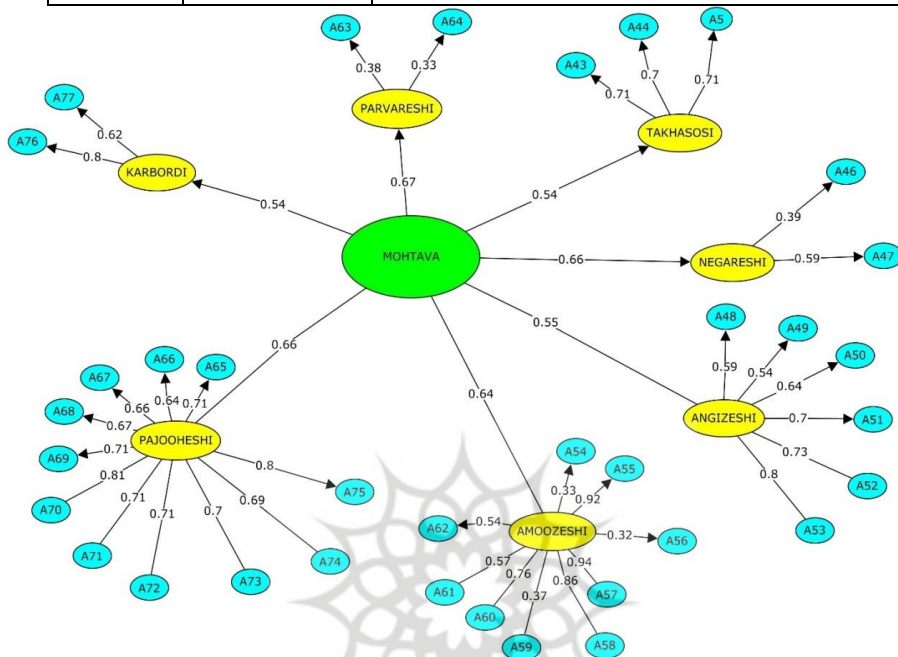 A63
A64
0.38
0.33
PARVARESHI
A43
A44
A5
0.71
0.7
0.71
TAKHASOSI
A77
A76
0.62
0.8
KARBORDI
0.54
0.67
0.54
MOHTAVA
0.66
NEGARESHI
A46
0.39
A47
0.59
0.55
ANGIZESHI
A48
0.59
A49
0.54
A50
0.64
A51
0.7
A52
0.73
A53
0.8
0.66
PAJOOHESHI
A65
0.71
A66
0.64
A67
0.66
A68
0.67
A69
0.71
A70
0.81
A71
0.71
A72
0.71
A73
0.7
A74
0.69
A75
0.8
0.64
AMOOZESHI
A54
0.33
A55
0.92
A56
0.32
A57
0.94
A58
0.86
A59
0.37
A60
0.76
A61
0.57
A62
0.54